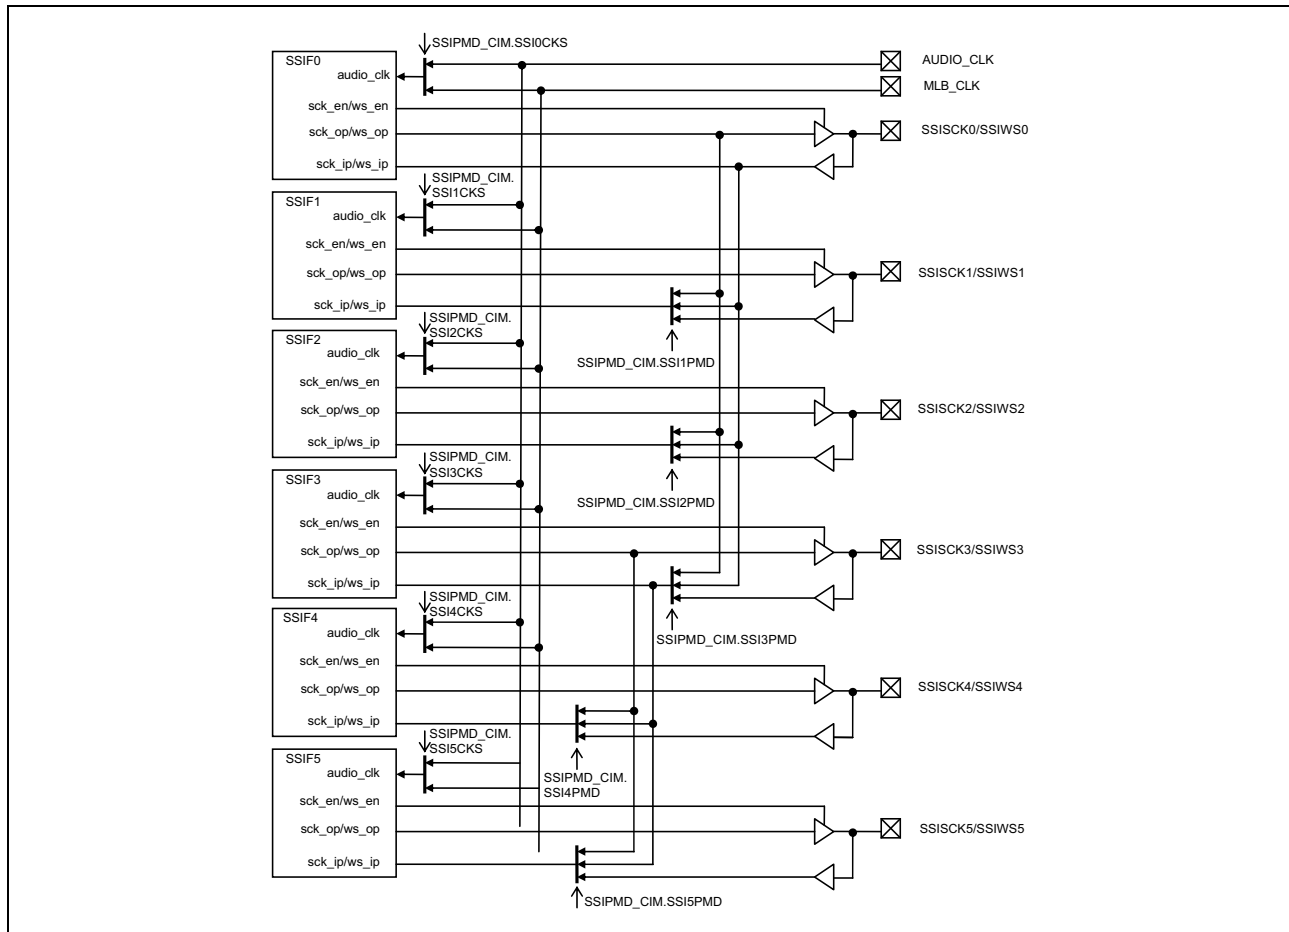 SSIPMD_CIM.SSI0CKS
SSIF0
audio_clk
AUDIO_CLK
MLB_CLK
sck_en/ws_en
sck_op/ws_op
SSISCK0/SSIWS0
sck_ip/ws_ip
SSIPMD_CIM.
SSI1CKS
SSIF1
audio_clk
sck_en/ws_en
sck_op/ws_op
SSISCK1/SSIWS1
sck_ip/ws_ip
SSIPMD_CIM.SSI1PMD
SSIPMD_CIM.
SSI2CKS
SSIF2
audio_clk
sck_en/ws_en
sck_op/ws_op
SSISCK2/SSIWS2
sck_ip/ws_ip
SSIPMD_CIM.SSI2PMD
SSIPMD_CIM.
SSI3CKS
SSIF3
audio_clk
sck_en/ws_en
sck_op/ws_op
SSISCK3/SSIWS3
sck_ip/ws_ip
SSIPMD_CIM.SSI3PMD
SSIPMD_CIM.
SSI4CKS
SSIF4
audio_clk
sck_en/ws_en
sck_op/ws_op
SSISCK4/SSIWS4
sck_ip/ws_ip
SSIPMD_CIM.
SSI4PMD
SSIPMD_CIM.
SSI5CKS
SSIF5
audio_clk
sck_en/ws_en
sck_op/ws_op
SSISCK5/SSIWS5
sck_ip/ws_ip
SSIPMD_CIM.SSI5PMD